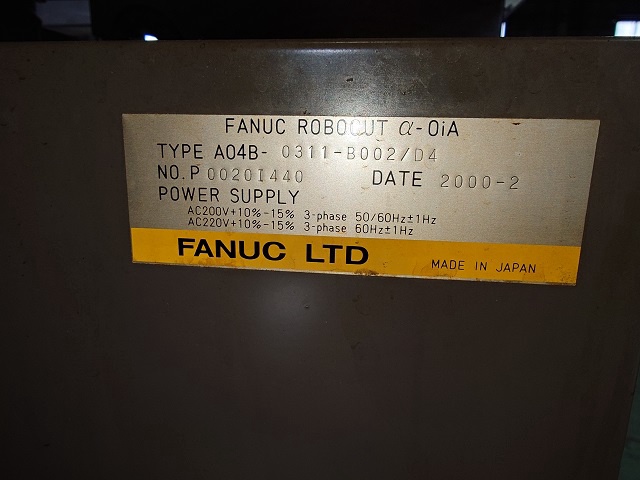 FANUC ROBOCUT α-0iA
TYPE A04B- 0311-B002/D4
NO.P 00201440 DATE 2000-2
POWER SUPPLY
AC200V+10%-15% 3-phase 50/60Hz±1Hz
AC220V+10%-15% 3-phase 60Hz±1Hz
FANUC LTD MADE IN JAPAN